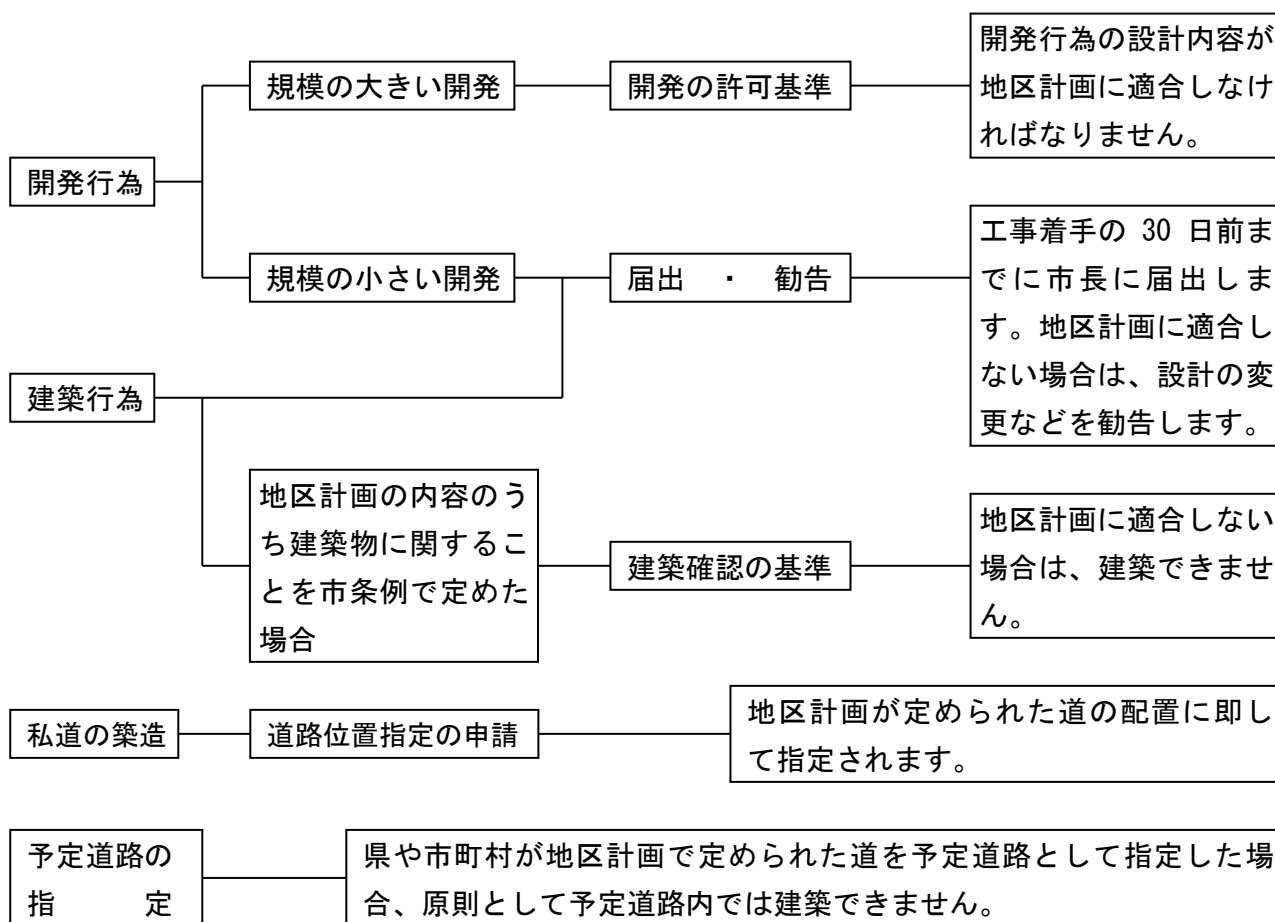 開発行為
規模の大きい開発
開発の許可基準
開発行為の設計内容が
地区計画に適合しなけ
ればなりません。
規模の小さい開発
届出　・　勧告
工事着手の 30 日前ま
でに市長に届出しま
す。地区計画に適合し
ない場合は、設計の変
更などを勧告します。
建築行為
地区計画の内容のう
ち建築物に関するこ
とを市条例で定めた
場合
建築確認の基準
地区計画に適合しない
場合は、建築できませ
ん。
私道の築造
道路位置指定の申請
地区計画が定められた道の配置に即し
て指定されます。
予定道路の
指　　　定
県や市町村が地区計画で定められた道を予定道路として指定した場
合、原則として予定道路内では建築できません。